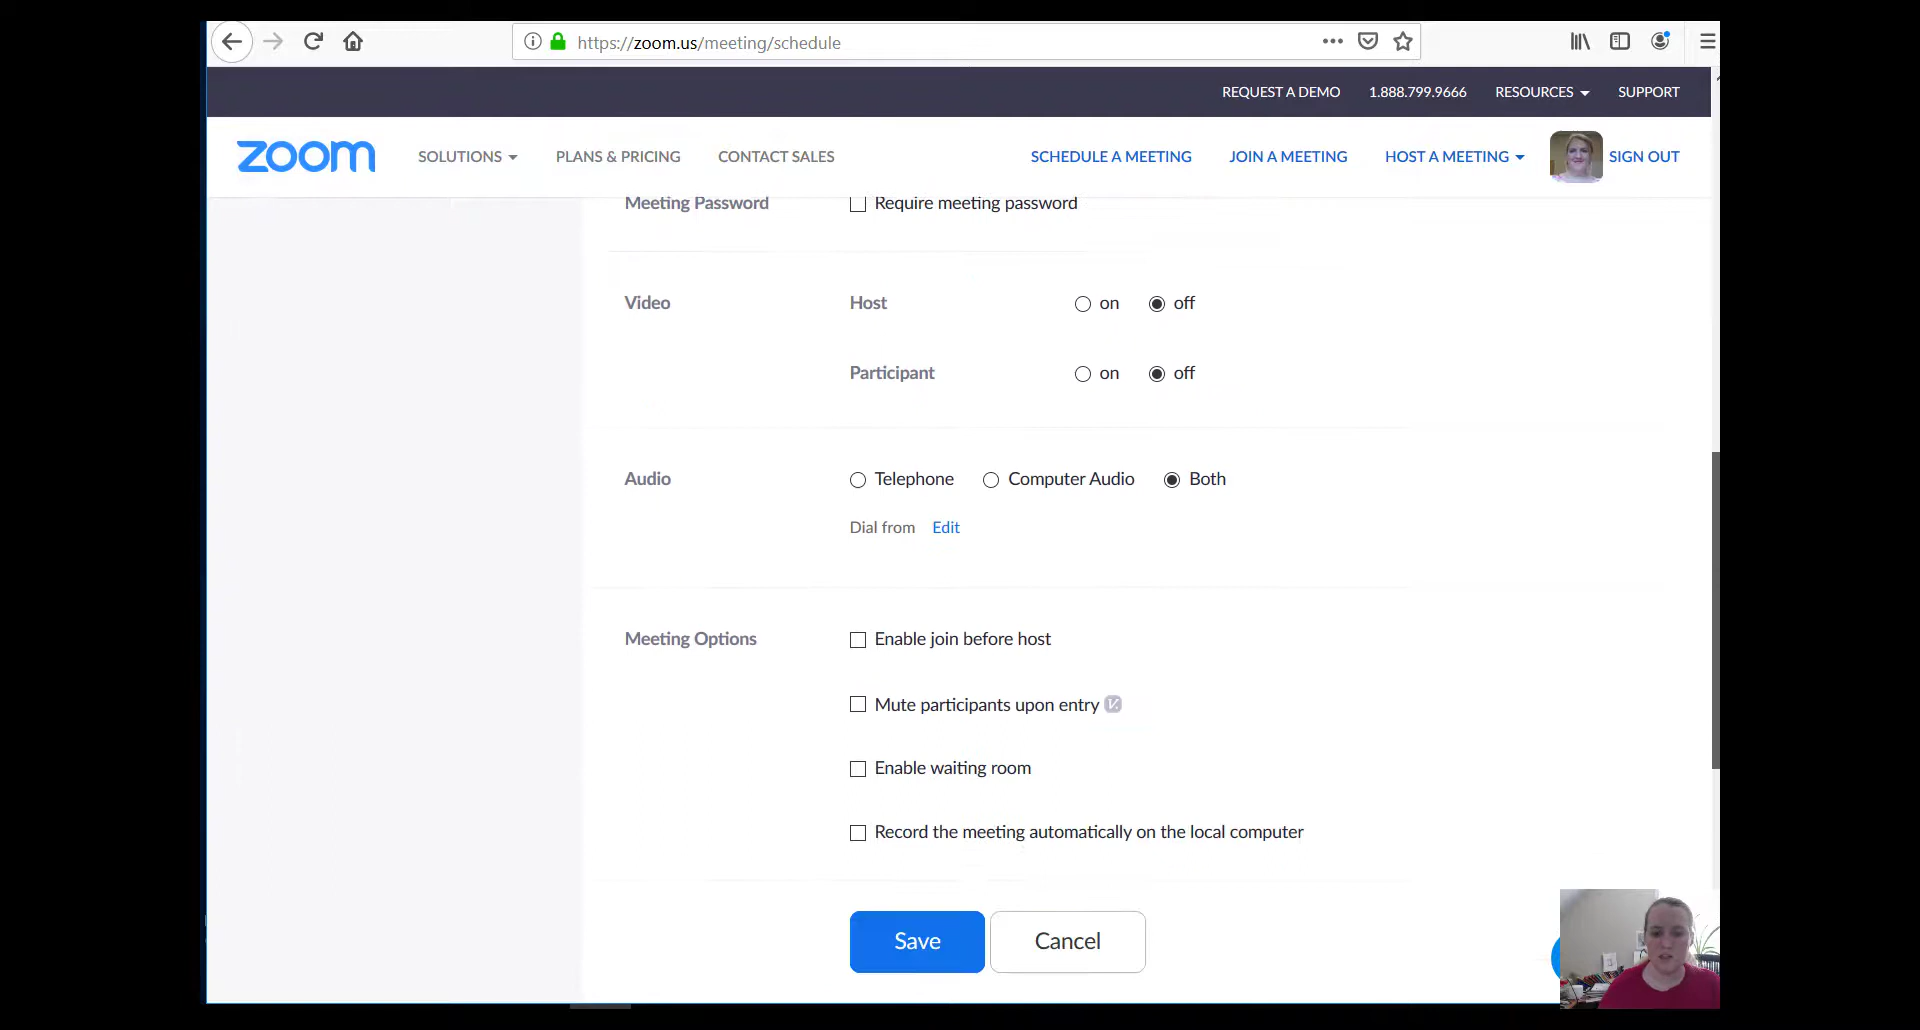 https://zoom.us/meeting/schedule
REQUEST A DEMO 1.888.799.9666 RESOURCES SUPPORT
zoom SOLUTIONS PLANS & PRICING CONTACT SALES SCHEDULE A MEETING JOIN A MEETING HOST A MEETING SIGN OUT
Meeting Password Require meeting password
Video Host on off
Participant on off
Audio Telephone Computer Audio Both
Dial from Edit
Meeting Options Enable join before host
Mute participants upon entry
Enable waiting room
Record the meeting automatically on the local computer
Save Cancel